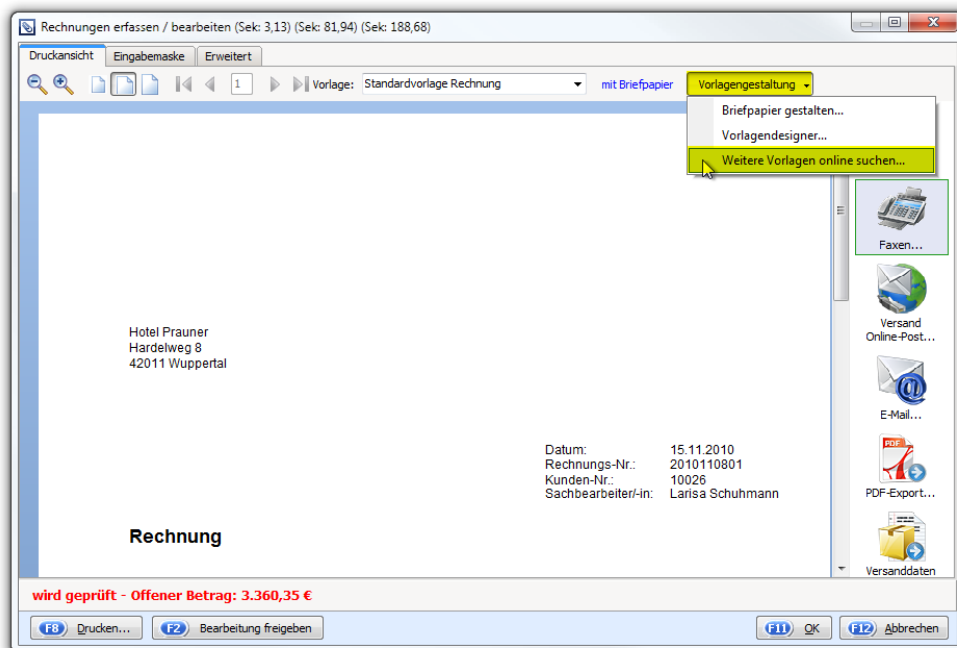 Rechnungen erfassen / bearbeiten (Sek: 3,13) (Sek: 81,94) (Sek: 188,68)
Druckansicht Eingabemaske Erweitert
1 Vorlage: Standardvorlage Rechnung mit Briefpapier Vorlagengestaltung
Briefpapier gestalten...
Vorlagendesigner...
Weitere Vorlagen online suchen...
Faxen...
Versand
Online-Post...
E-Mail...
PDF
PDF-Export...
Versanddaten
Hotel Prauner
Hardelweg 8
42011 Wuppertal
Datum: 15.11.2010
Rechnungs-Nr.: 2010110801
Kunden-Nr.: 10026
Sachbearbeiter/-in: Larisa Schuhmann
Rechnung
wird geprüft - Offener Betrag: 3.360,35 €
F8 Drucken... F2 Bearbeitung freigeben F11 OK F12 Abbrechen